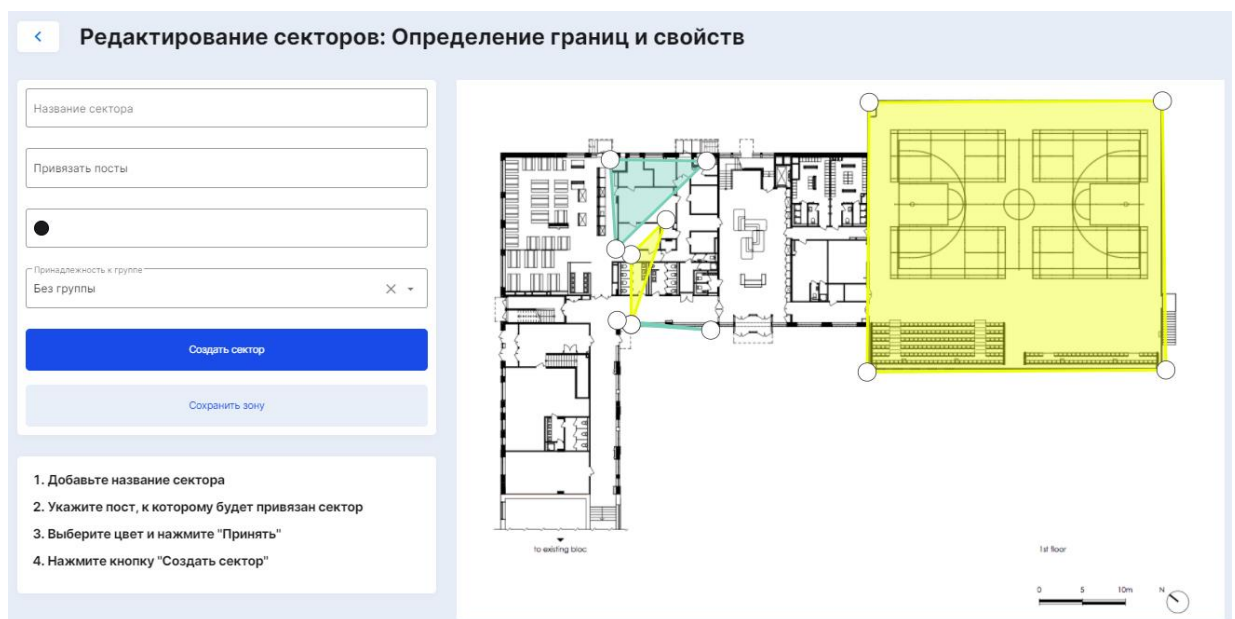 Редактирование секторов: Определение границ и свойств
Название сектора
Привязать посты
Принадлежность к группе
Без группы
Создать сектор
Сохранить зону
1. Добавьте название сектора
2. Укажите пост, к которому будет привязан сектор
3. Выберите цвет и нажмите "Принять"
4. Нажмите кнопку "Создать сектор"
to existing bloc
1st floor
0 5 10m N